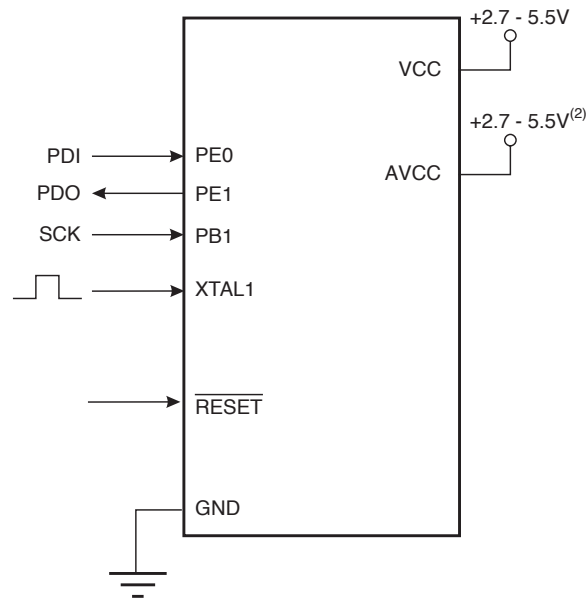 +2.7 - 5.5V
VCC
+2.7 - 5.5V(2)
AVCC
PDI PE0
PDO PE1
SCK PB1
XTAL1
RESET
GND